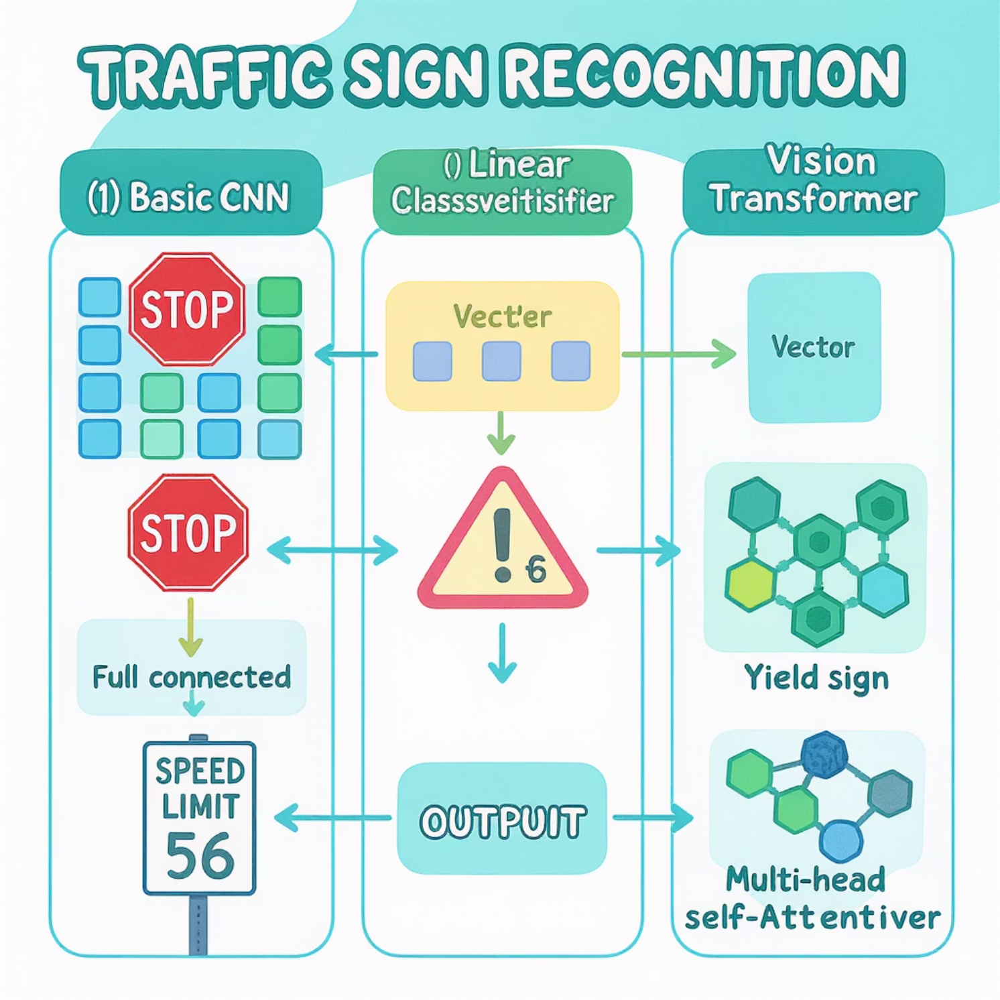 TRAFFIC SIGN RECOGNITION
(1) Basic CNN
STOP
STOP
Full connected
SPEED
LIMIT
56
() Linear
Classsveitisifier
Vect'er
! 6
OUTPUIT
Vision
Transformer
Vector
Yield sign
Multi-head
self-Attentiver